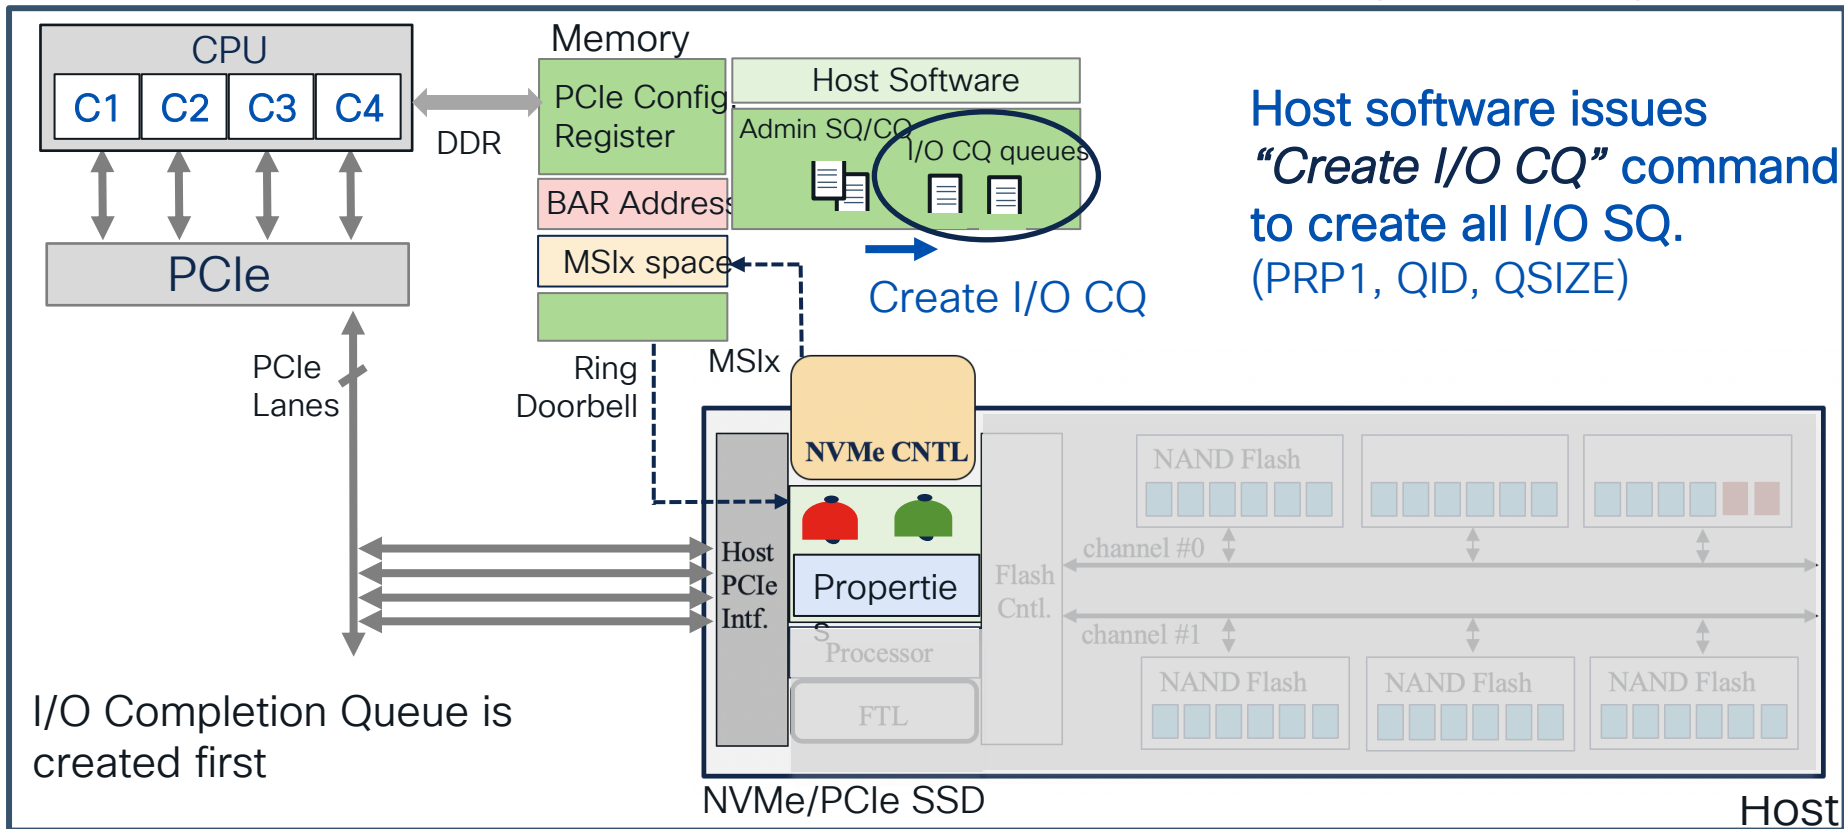 CPU
C1 C2 C3 C4
DDR
PCIe
PCIe
Lanes
Memory
PCIe Config
Register
BAR Address
MSIx space
Host Software
Admin SQ/CQ
I/O CQ queues
Create I/O CQ
Host software issues
“Create I/O CQ” command
to create all I/O SQ.
(PRP1, QID, QSIZE)
Ring
Doorbell
MSIx
NVMe CNTL
Host
PCIe
Intf.
Propertie
s
Processor
FTL
Flash
Cntl.
NAND Flash
channel #0
channel #1
NAND Flash
NAND Flash
NAND Flash
I/O Completion Queue is
created first
NVMe/PCIe SSD
Host